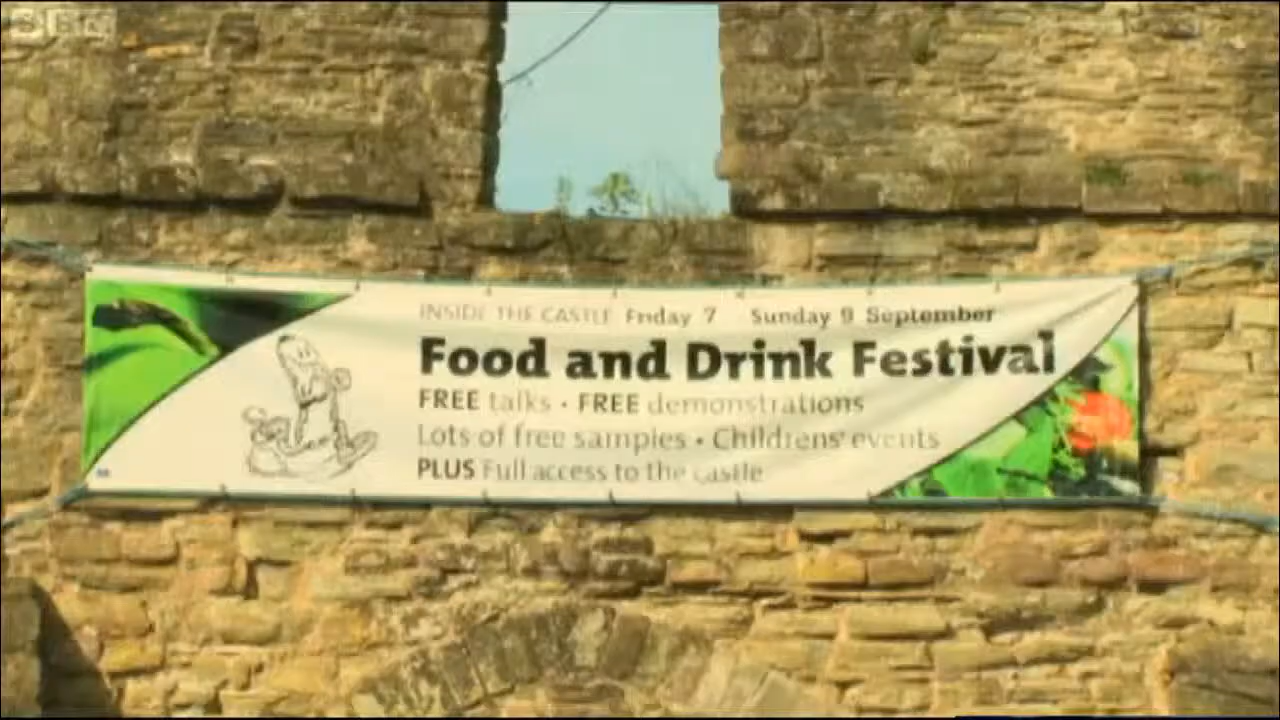 INSIDE THE CASTLE Friday 7 Sunday 9 September
Food and Drink Festival
FREE talks • FREE demonstrations
Lots of free samples • Childrens' events
PLUS Full access to the castle